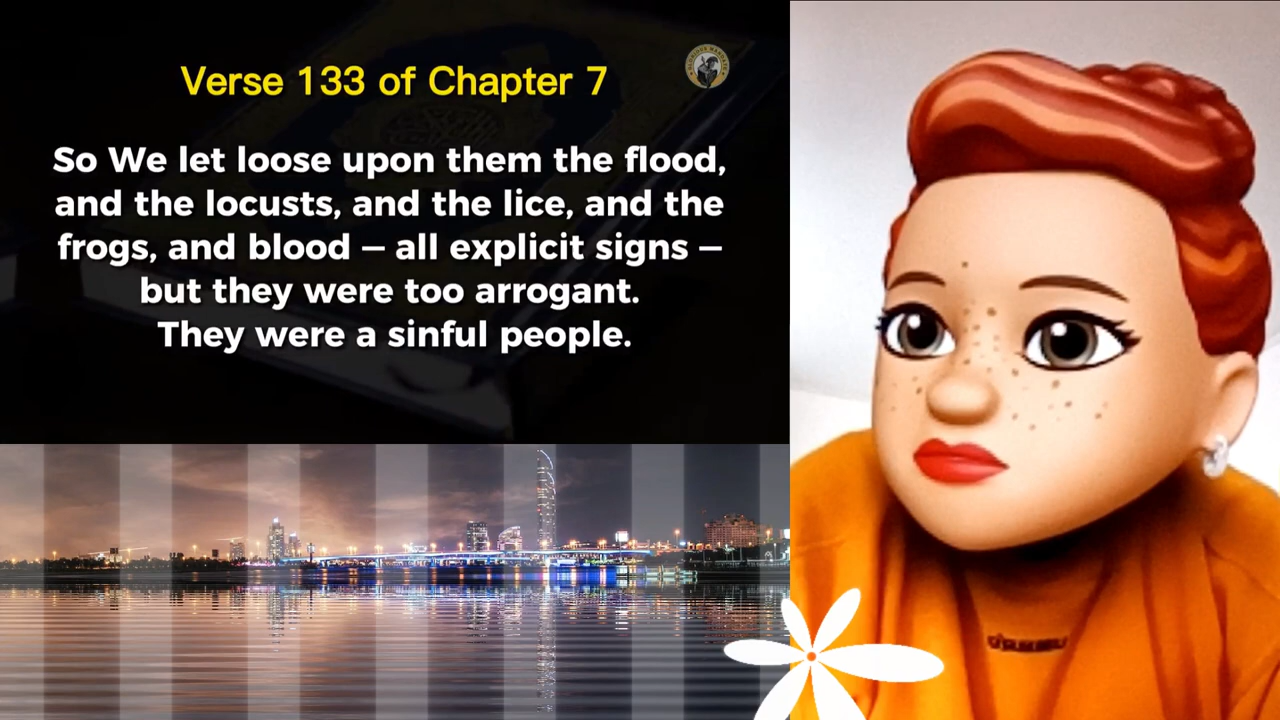 Verse 133 of Chapter 7
So We let loose upon them the flood,
and the locusts, and the lice, and the
frogs, and blood – all explicit signs –
but they were too arrogant.
They were a sinful people.